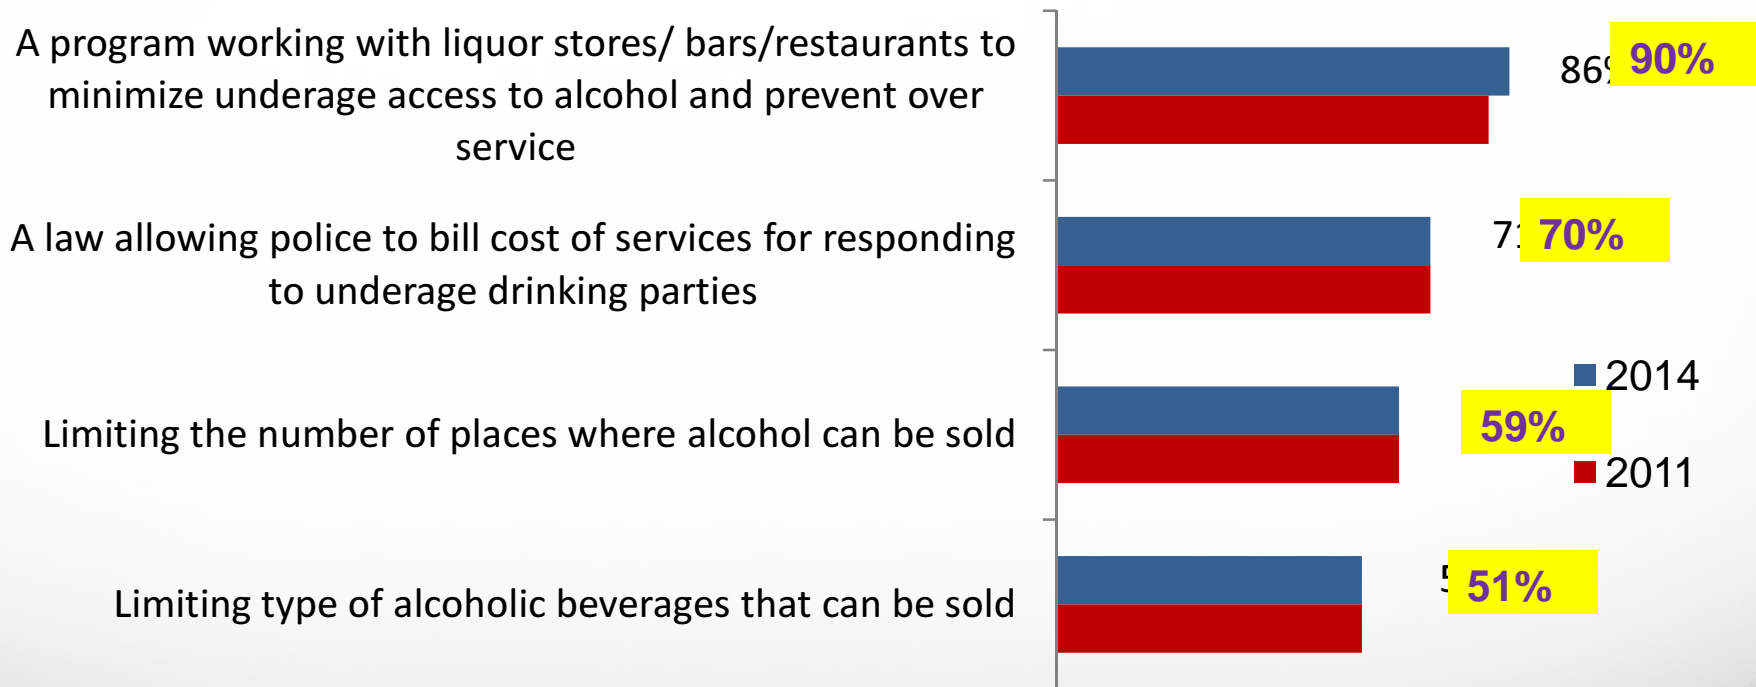 A program working with liquor stores/ bars/restaurants to
minimize underage access to alcohol and prevent over
service
86%
90%
A law allowing police to bill cost of services for responding
to underage drinking parties
71
70%
2014
Limiting the number of places where alcohol can be sold
59%
2011
Limiting type of alcoholic beverages that can be sold
51%